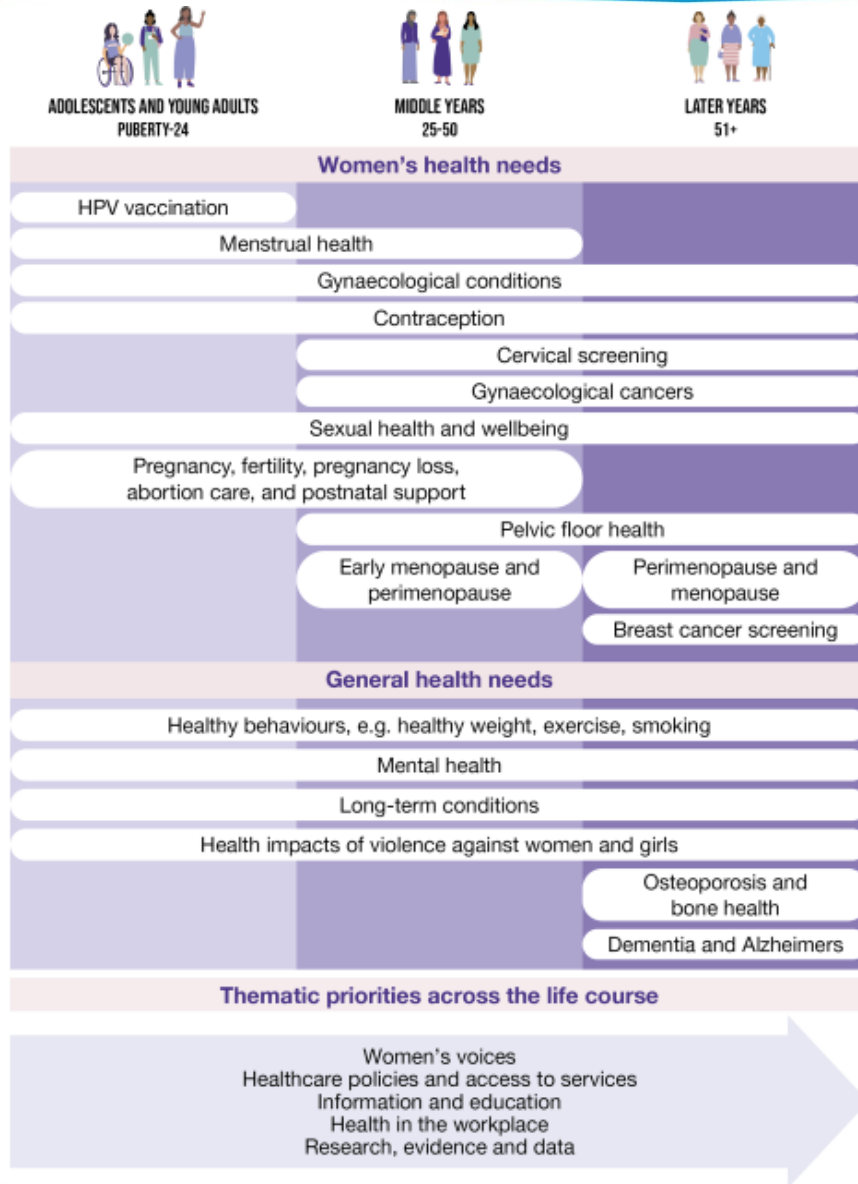 ADOLESCENTS AND YOUNG ADULTS
PUBERTY-24
MIDDLE YEARS
25-50
LATER YEARS
51+
Women's health needs
HPV vaccination
Menstrual health
Gynaecological conditions
Contraception
Cervical screening
Gynaecological cancers
Sexual health and wellbeing
Pregnancy, fertility, pregnancy loss,
abortion care, and postnatal support
Pelvic floor health
Early menopause and
perimenopause
Perimenopause and
menopause
Breast cancer screening
General health needs
Healthy behaviours, e.g. healthy weight, exercise, smoking
Mental health
Long-term conditions
Health impacts of violence against women and girls
Osteoporosis and
bone health
Dementia and Alzheimers
Thematic priorities across the life course
Women's voices
Healthcare policies and access to services
Information and education
Health in the workplace
Research, evidence and data